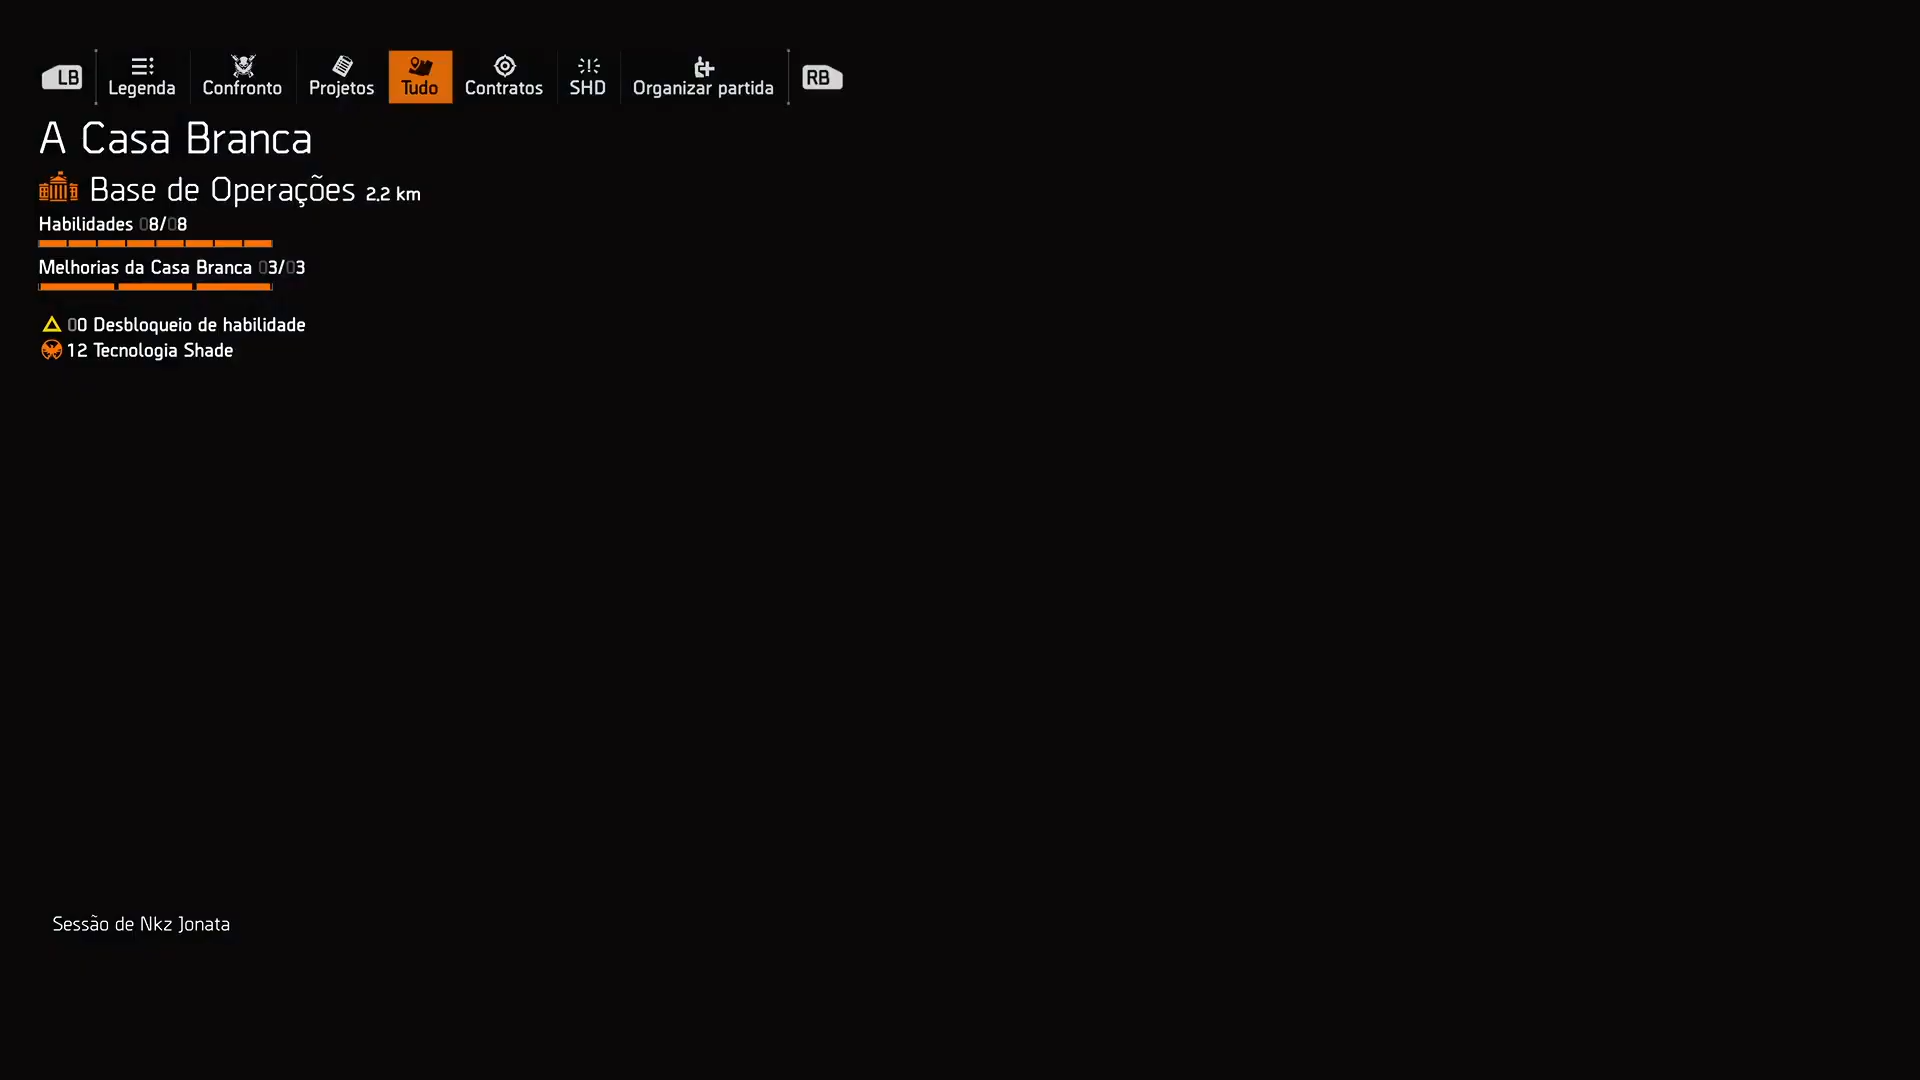 LB
Legenda
Confronto
Projetos
Tudo
Contratos
SHD
Organizar partida
RB
A Casa Branca
Base de Operações 2.2 km
Habilidades 08/08
Melhorias da Casa Branca 03/03
00 Desbloqueio de habilidade
12 Tecnologia Shade
Sessão de Nkz Jonata